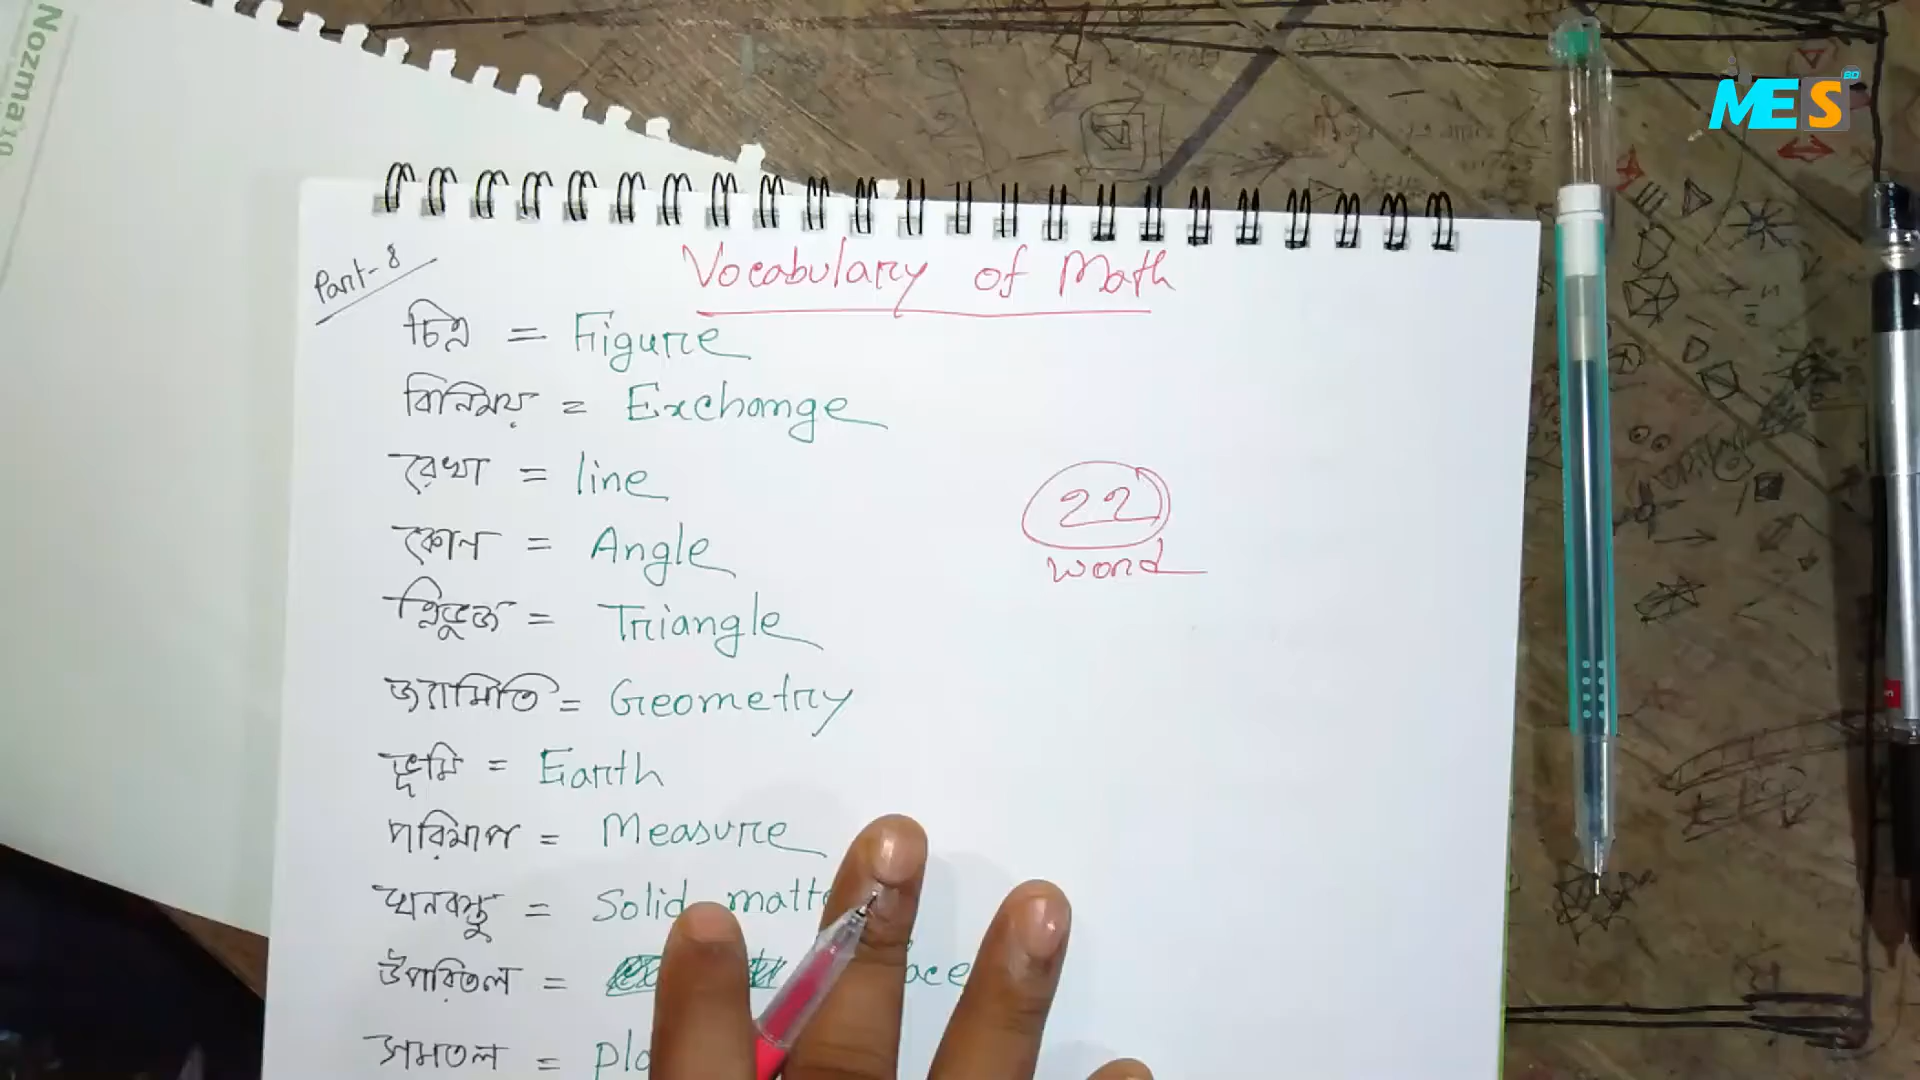 Nozma
MES BD
Part-8
Vocabulary of Math
চিত্র = Figure
বিনিময় = Exchange
রেখা = line
কোন = Angle
ত্রিভুজ = Triangle
জ্যামিতি = Geometry
ভূমি = Earth
পরিমাপ = Measure
ঘনবস্তু = Solid
উপরিতল =
সমতল =
22
word